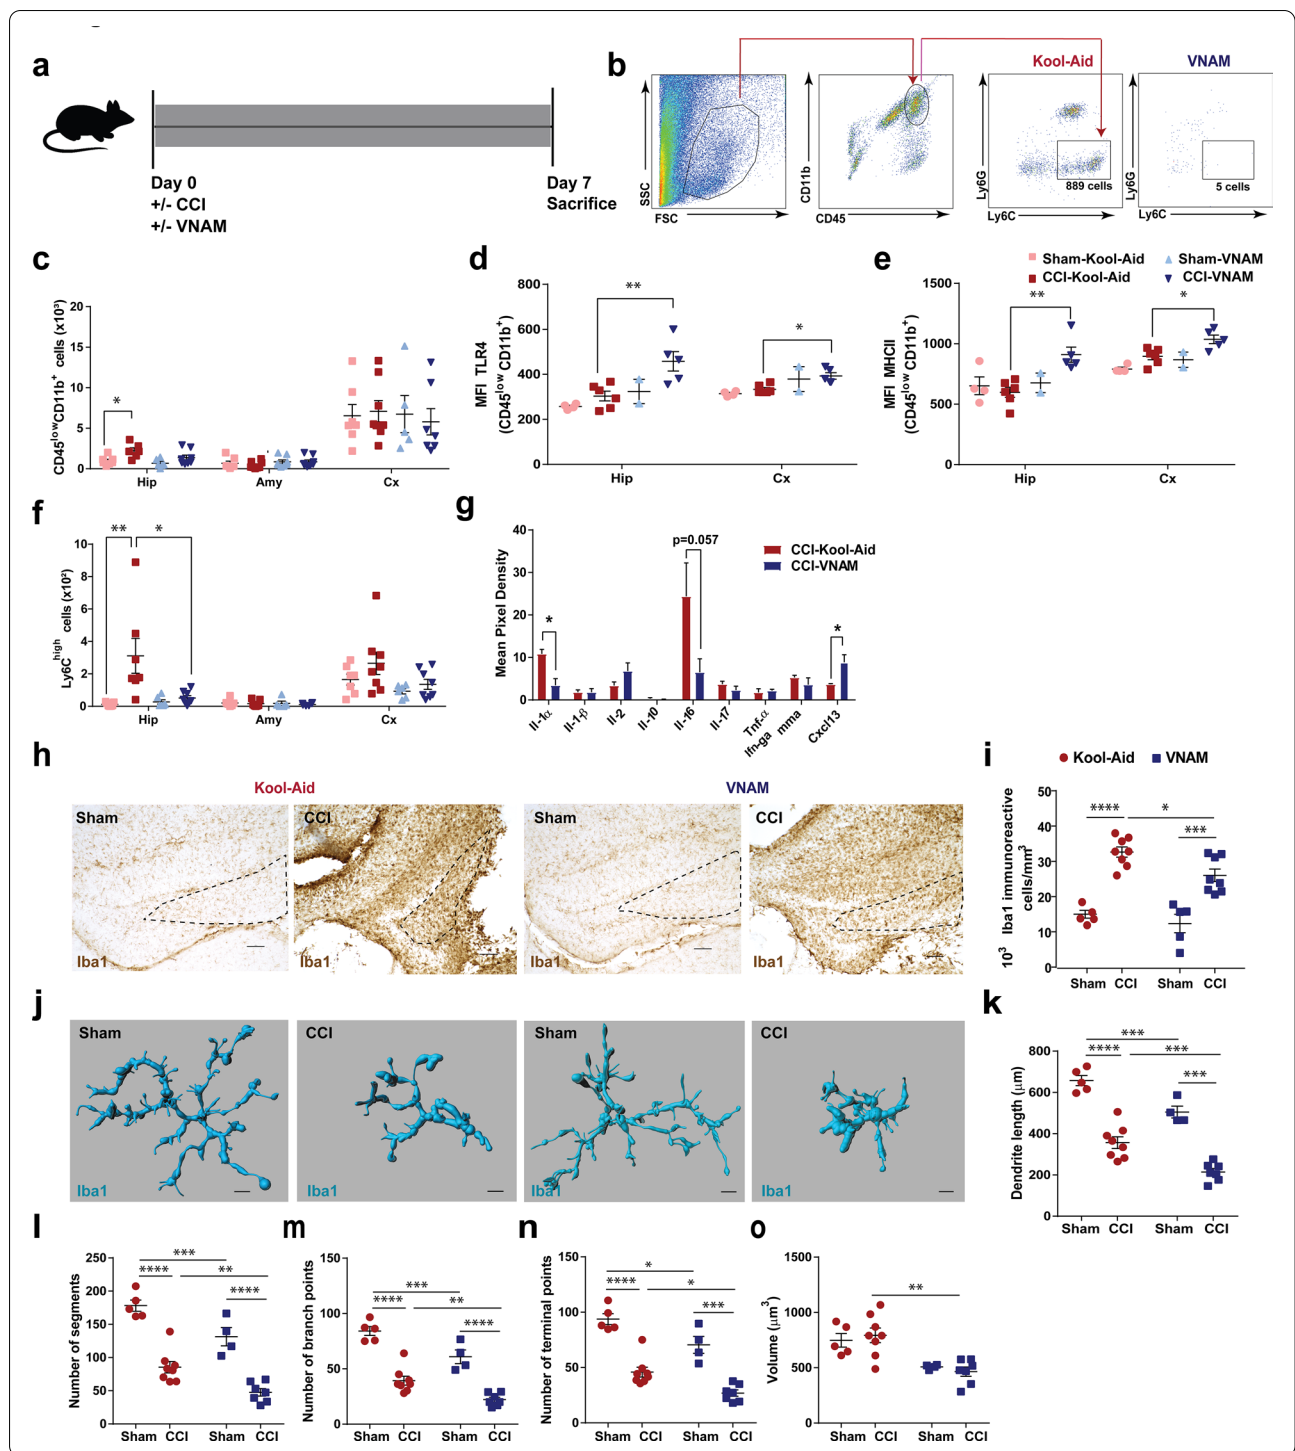 a
Day 0
+/- CCI
+/- VNAM
Day 7
Sacrifice
b
Kool-Aid
VNAM
SSC
FSC
CD11b
CD45
Ly6G
889 cells
Ly6C
Ly6G
5 cells
Ly6C
c
CD45lowCD11b+ cells (x10³)
20
15
10
5
0
*
Hip
Amy
Cx
d
MFI TLR4
(CD45low CD11b+)
800
600
400
200
0
**
*
Hip
Cx
e
Sham-Kool-Aid
Sham-VNAM
CCI-Kool-Aid
CCI-VNAM
MFI MHCII
(CD45low CD11b+)
1500
1000
500
0
**
*
Hip
Cx
f
Ly6Chigh cells (x10²)
10
8
6
4
2
0
**
*
Hip
Amy
Cx
g
Mean Pixel Density
40
30
20
10
0
p=0.057
CCI-Kool-Aid
CCI-VNAM
*
*
Il-1α
Il-1β
Il-2
Il-10
Il-16
Il-17
Tnf-α
Ifn-ga mma
Cxcl13
h
Kool-Aid
VNAM
Sham
CCI
Sham
CCI
Iba1
Iba1
Iba1
Iba1
i
Kool-Aid
VNAM
10³ Iba1 immunoreactive
cells/mm³
50
40
30
20
10
0
****
*
***
Sham
CCI
Sham
CCI
j
Sham
CCI
Sham
CCI
Iba1
Iba1
Iba1
Iba1
k
Dendrite length (μm)
800
600
400
200
0
***
****
***
***
Sham
CCI
Sham
CCI
l
Number of segments
250
200
150
100
50
0
***
****
**
****
Sham
CCI
Sham
CCI
m
Number of branch points
150
100
50
0
***
****
**
****
Sham
CCI
Sham
CCI
n
Number of terminal points
150
100
50
0
*
****
*
***
Sham
CCI
Sham
CCI
o
Volume (μm³)
1500
1000
500
0
**
Sham
CCI
Sham
CCI